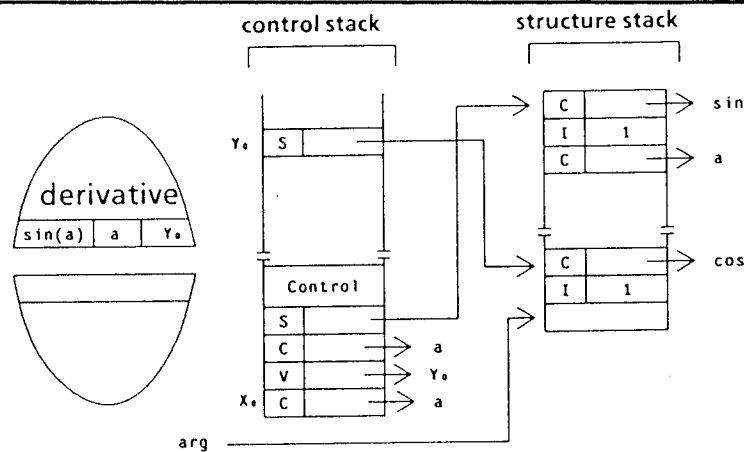 control stack
structure stack
C sin
I 1
C a
Y₀ S
derivative
sin(a) a Y₀
C cos
I 1
Control
S
C a
V Y₀
X₀ C a
arg